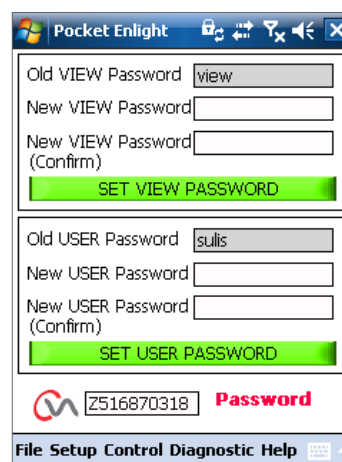 Pocket Enlight
Old VIEW Password view
New VIEW Password
New VIEW Password
(Confirm)
SET VIEW PASSWORD
Old USER Password sulis
New USER Password
New USER Password
(Confirm)
SET USER PASSWORD
Z516870318 Password
File Setup Control Diagnostic Help